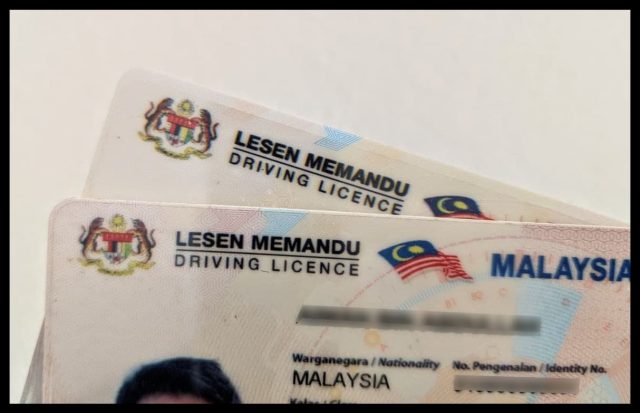 LESEN MEMANDU
DRIVING LICENCE
LESEN MEMANDU
DRIVING LICENCE
MALAYSIA
Warganegara / Nationality No. Pengenalan / Identity No.
MALAYSIA